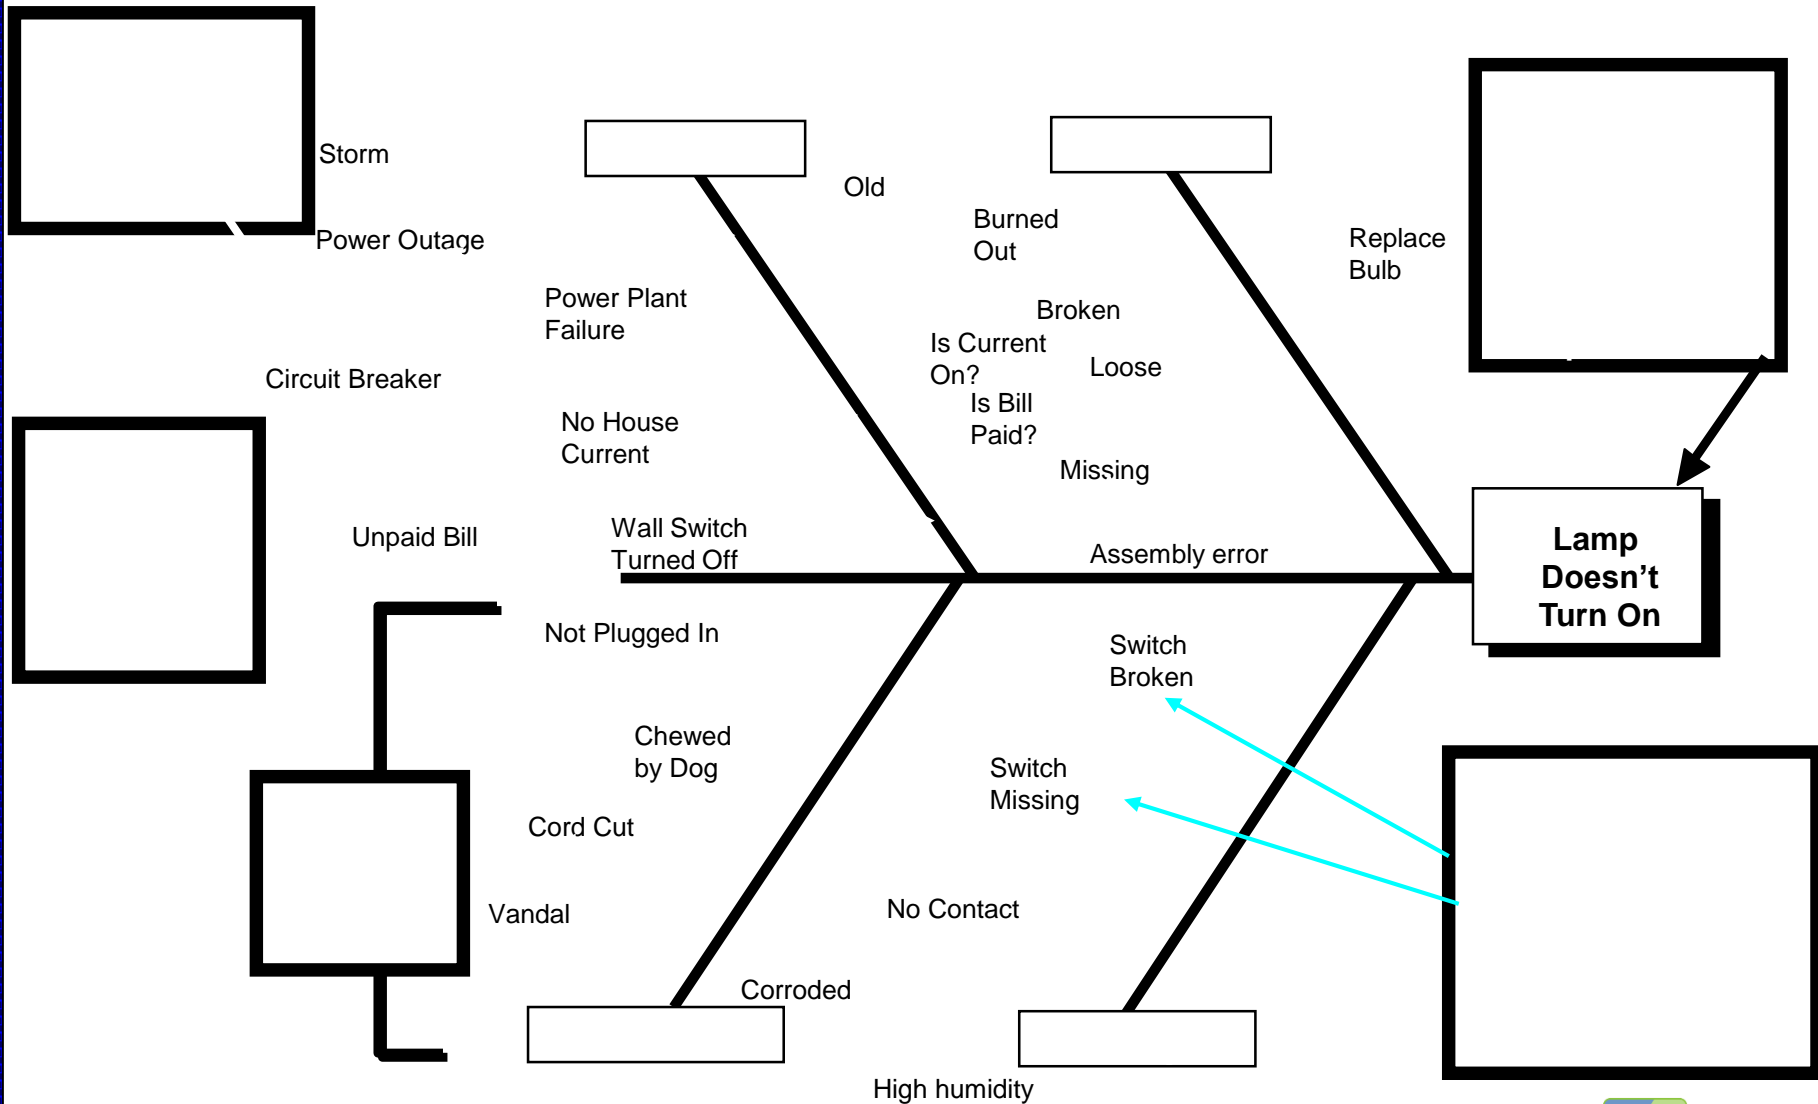 Storm
Power Outage
Old
Burned
Out
Replace
Bulb
Power Plant
Failure
Broken
Is Current
On?
Loose
Circuit Breaker
Is Bill
Paid?
No House
Current
Missing
Unpaid Bill
Wall Switch
Turned Off
Assembly error
Lamp
Doesn’t
Turn On
Not Plugged In
Switch
Broken
Chewed
by Dog
Switch
Missing
Cord Cut
Vandal
No Contact
Corroded
High humidity